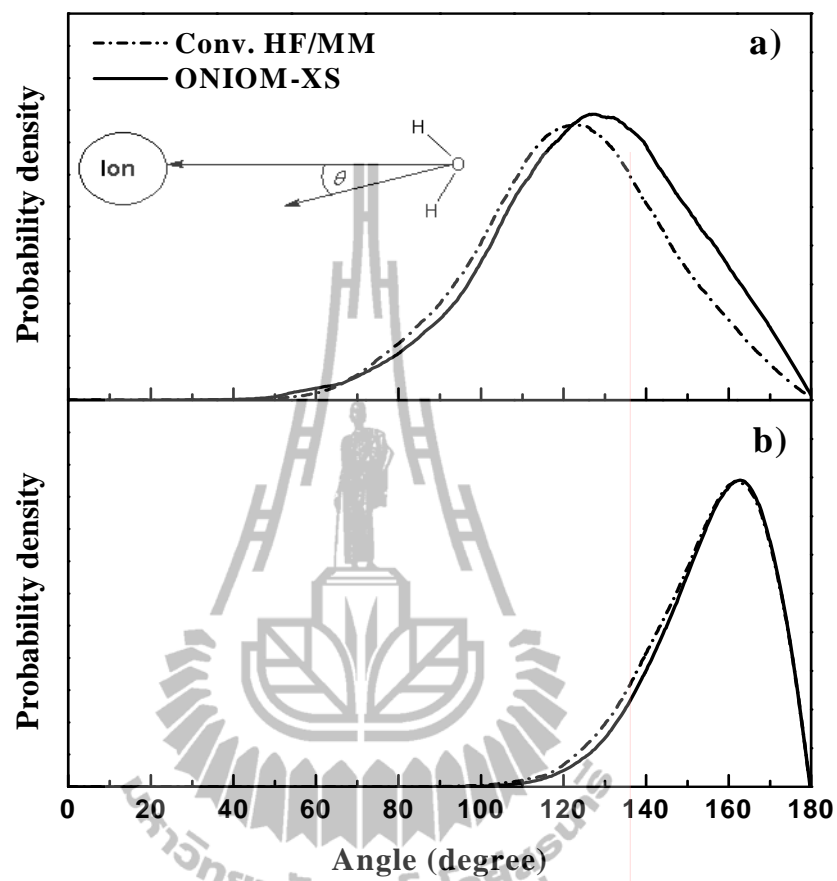 Conv. HF/MM
ONIOM-XS
a)
Probability density
Ion
θ
H
O
H
b)
Probability density
0 20 40 60 80 100 120 140 160 180
Angle (degree)